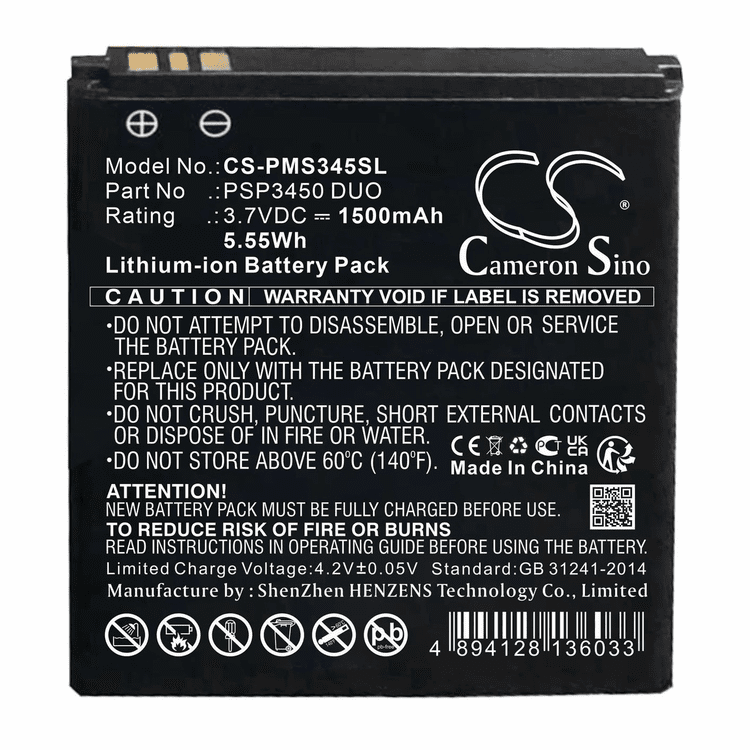 ⊕ ⊖
Model No.: CS-PMS345SL
Part No : PSP3450 DUO
Rating : 3.7VDC ⎓ 1500mAh
5.55Wh
Lithium-ion Battery Pack
®
Cameron Sino
CAUTION WARRANTY VOID IF LABEL IS REMOVED
•DO NOT ATTEMPT TO DISASSEMBLE, OPEN OR SERVICE
THE BATTERY PACK.
•REPLACE ONLY WITH THE BATTERY PACK DESIGNATED
FOR THIS PRODUCT.
•DO NOT CRUSH, PUNCTURE, SHORT EXTERNAL CONTACTS
OR DISPOSE OF IN FIRE OR WATER.
•DO NOT STORE ABOVE 60°C (140°F).
CE PCT UKCA
Made In China
ATTENTION!
NEW BATTERY PACK MUST BE FULLY CHARGED BEFORE USE.
TO REDUCE RISK OF FIRE OR BURNS
READ INSTRUCTIONS IN OPERATING GUIDE BEFORE USING THE BATTERY.
Limited Charge Voltage:4.2V±0.05V Standard:GB 31241-2014
Manufacture by : ShenZhen HENZENS Technology Co., Limited
Pb
pb-free
4 894128 136033